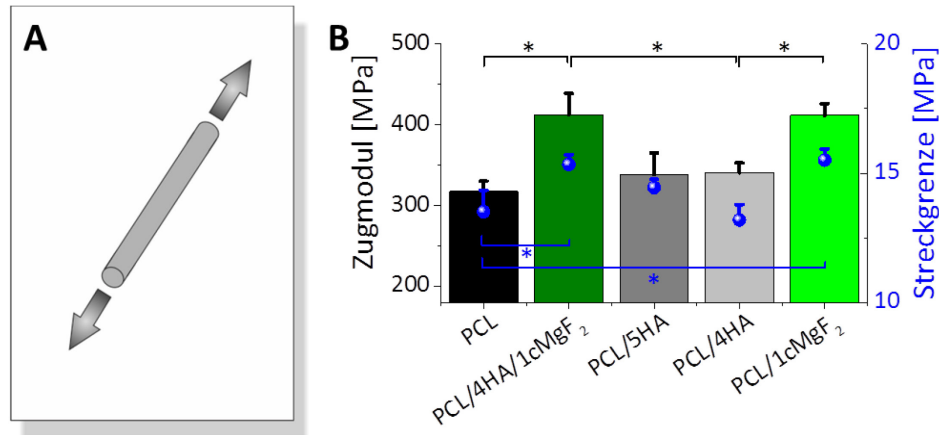 A
B
* * *
500
400
300
200
Zugmodul [MPa]
20
15
10
Streckgrenze [MPa]
*
*
PCL
PCL/4HA/1cMgF₂
PCL/5HA
PCL/4HA
PCL/1cMgF₂